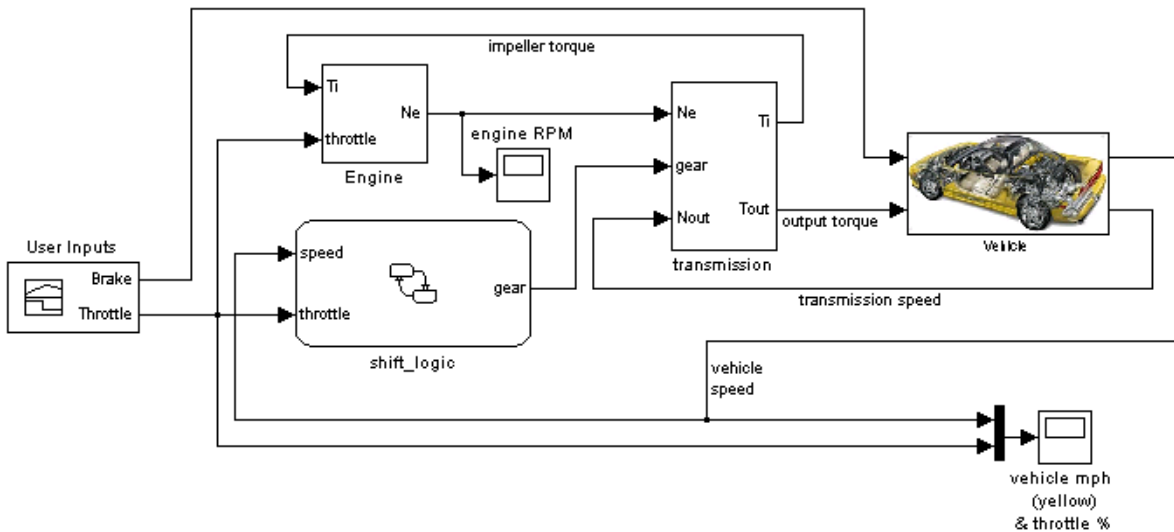 impeller torque
Ti
throttle
Ne
Engine
engine RPM
Ne
gear
Nout
Ti
Tout
transmission
output torque
Vehicle
transmission speed
User Inputs
Brake
Throttle
speed
throttle
gear
shift_logic
vehicle
speed
vehicle mph
(yellow)
& throttle %